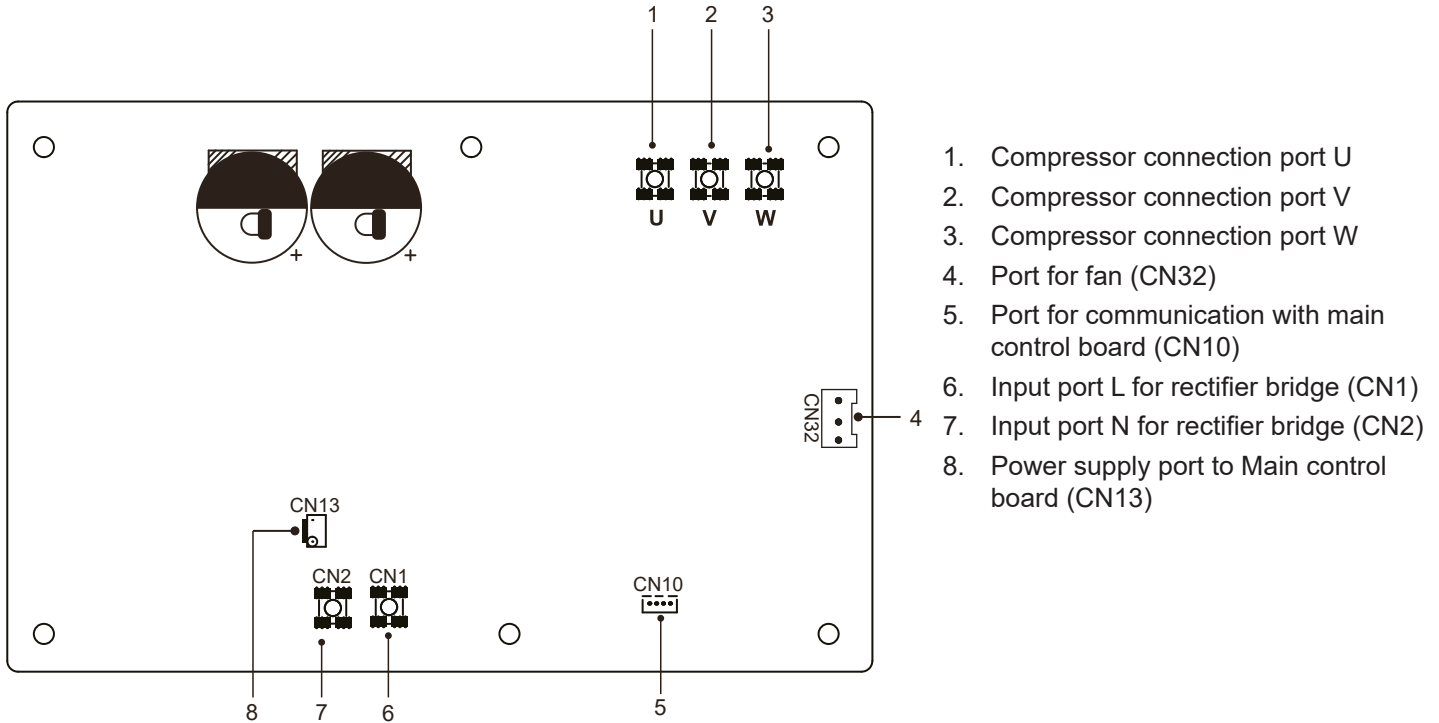 1 2 3
U V W
+ +
CN32
4
CN13
CN2 CN1
CN10
8 7 6 5
1. Compressor connection port U
2. Compressor connection port V
3. Compressor connection port W
4. Port for fan (CN32)
5. Port for communication with main
control board (CN10)
6. Input port L for rectifier bridge (CN1)
7. Input port N for rectifier bridge (CN2)
8. Power supply port to Main control
board (CN13)